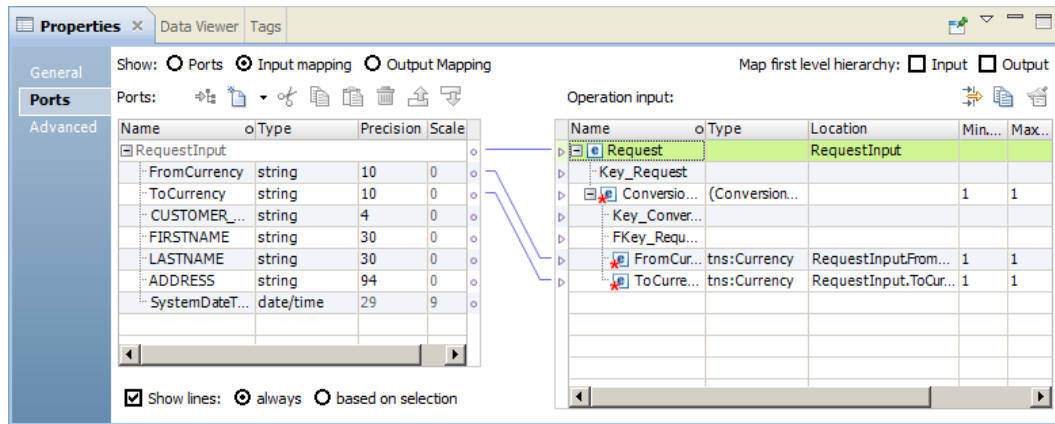 Properties Data Viewer Tags
General
Ports
Advanced
Show: Ports Input mapping Output Mapping
Map first level hierarchy: Input Output
Ports:
Operation input:
Name Type Precision Scale
RequestInput
FromCurrency string 10 0
ToCurrency string 10 0
CUSTOMER_... string 4 0
FIRSTNAME string 30 0
LASTNAME string 30 0
ADDRESS string 94 0
SystemDateT... date/time 29 9
Name Type Location Min.... Max...
e Request RequestInput
Key_Request
e Conversio... (Conversion... 1 1
Key_Conver...
FKey_Requ...
e FromCur... tns:Currency RequestInput.From... 1 1
e ToCurre... tns:Currency RequestInput.ToCur... 1 1
Show lines: always based on selection